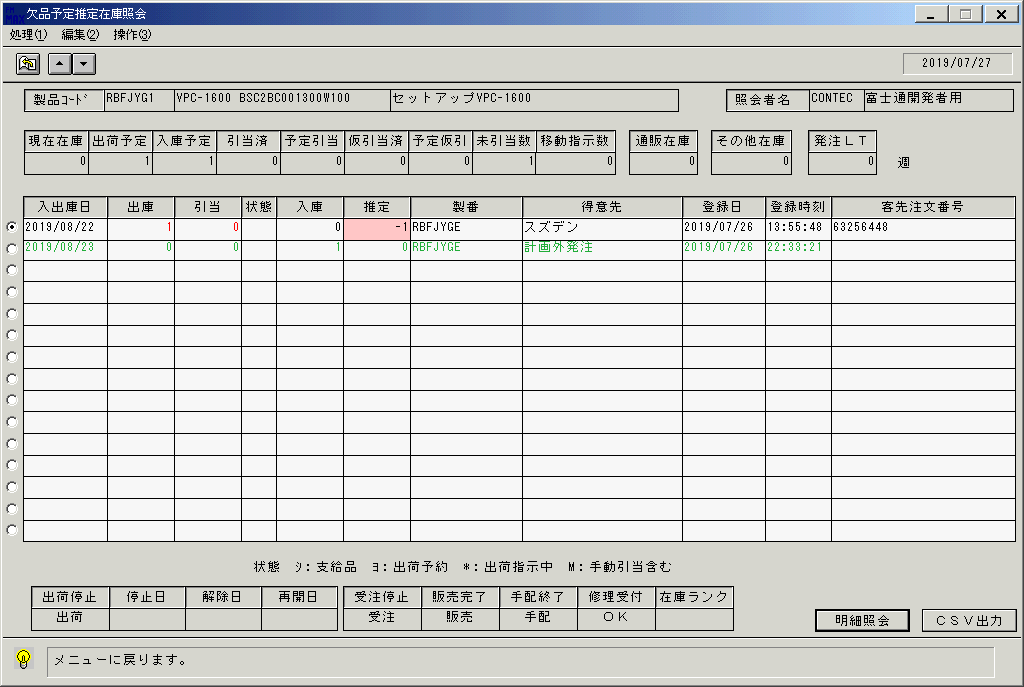 欠品予定推定在庫照会
処理(1) 編集(2) 操作(3)
2019/07/27
製品ｺｰﾄﾞ RBFJYG1 VPC-1600 BSC2BC001300W100 セットアップVPC-1600 照会者名 CONTEC 富士通開発者用
現在在庫 出荷予定 入庫予定 引当済 予定引当 仮引当済 予定仮引 未引当数 移動指示数 通販在庫 その他在庫 発注ＬＴ
0 1 1 0 0 0 0 1 0 0 0 0 週
入出庫日 出庫 引当 状態 入庫 推定 製番 得意先 登録日 登録時刻 客先注文番号
2019/08/22 1 0 0 -1 RBFJYGE スズデン 2019/07/26 13:55:48 63256448
2019/08/23 0 0 1 0 RBFJYGE 計画外発注 2019/07/26 22:33:21
状態 ｼ：支給品 ﾖ：出荷予約 *：出荷指示中 M：手動引当含む
出荷停止 停止日 解除日 再開日 受注停止 販売完了 手配終了 修理受付 在庫ランク
出荷 受注 販売 手配 ＯＫ
明細照会 ＣＳＶ出力
メニューに戻ります。